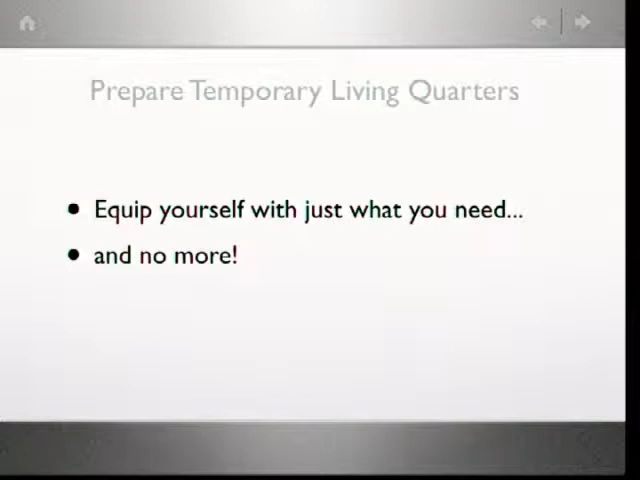 Prepare Temporary Living Quarters
• Equip yourself with just what you need...
• and no more!